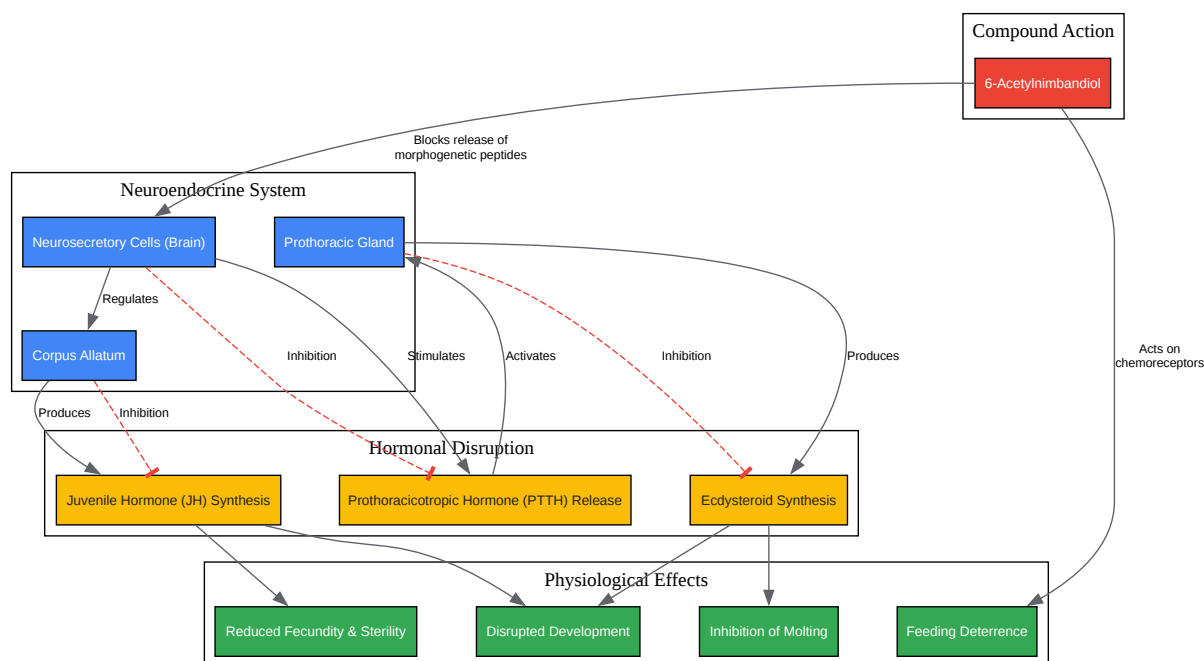 Compound Action
6-Acetylnimbandiol
Blocks release of
morphogenetic peptides
Neuroendocrine System
Neurosecretory Cells (Brain)
Prothoracic Gland
Regulates
Corpus Allatum
Inhibition
Stimulates
Activates
Inhibition
Produces
Acts on
chemoreceptors
Produces
Inhibition
Hormonal Disruption
Juvenile Hormone (JH) Synthesis
Prothoracicotropic Hormone (PTTH) Release
Ecdysteroid Synthesis
Physiological Effects
Reduced Fecundity & Sterility
Disrupted Development
Inhibition of Molting
Feeding Deterrence